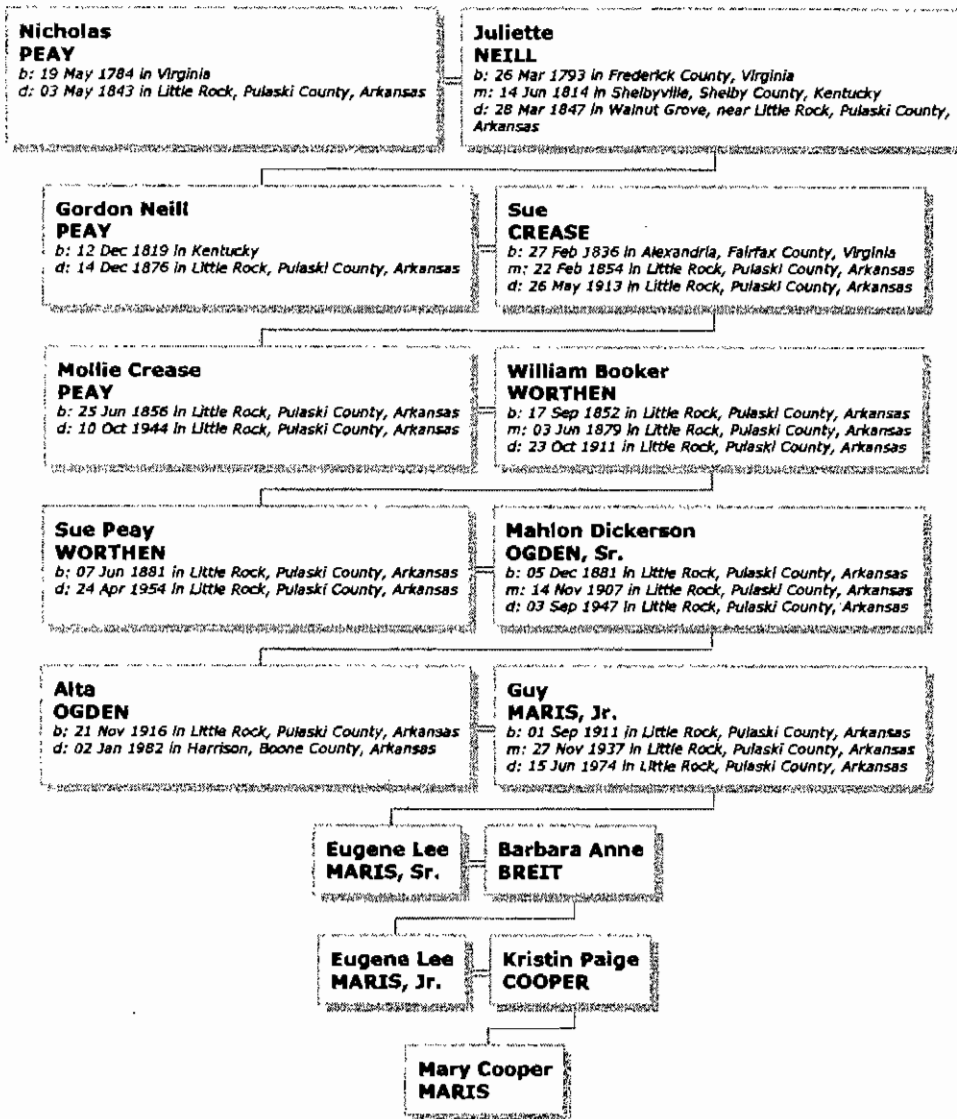 Nicholas
PEAY
b: 19 May 1784 in Virginia
d: 03 May 1843 in Little Rock, Pulaski County, Arkansas
Juliette
NEILL
b: 26 Mar 1793 in Frederick County, Virginia
m: 14 Jun 1814 in Shelbyville, Shelby County, Kentucky
d: 28 Mar 1847 in Walnut Grove, near Little Rock, Pulaski County,
Arkansas
Gordon Neill
PEAY
b: 12 Dec 1819 in Kentucky
d: 14 Dec 1876 in Little Rock, Pulaski County, Arkansas
Sue
CREASE
b: 27 Feb 1836 in Alexandria, Fairfax County, Virginia
m: 22 Feb 1854 in Little Rock, Pulaski County, Arkansas
d: 26 May 1913 in Little Rock, Pulaski County, Arkansas
Mollie Crease
PEAY
b: 25 Jun 1856 in Little Rock, Pulaski County, Arkansas
d: 10 Oct 1944 in Little Rock, Pulaski County, Arkansas
William Booker
WORTHEN
b: 17 Sep 1852 in Little Rock, Pulaski County, Arkansas
m: 03 Jun 1879 in Little Rock, Pulaski County, Arkansas
d: 23 Oct 1911 in Little Rock, Pulaski County, Arkansas
Sue Peay
WORTHEN
b: 07 Jun 1881 in Little Rock, Pulaski County, Arkansas
d: 24 Apr 1954 in Little Rock, Pulaski County, Arkansas
Mahlon Dickerson
OGDEN, Sr.
b: 05 Dec 1881 in Little Rock, Pulaski County, Arkansas
m: 14 Nov 1907 in Little Rock, Pulaski County, Arkansas
d: 03 Sep 1947 in Little Rock, Pulaski County, Arkansas
Alta
OGDEN
b: 21 Nov 1916 in Little Rock, Pulaski County, Arkansas
d: 02 Jan 1982 in Harrison, Boone County, Arkansas
Guy
MARIS, Jr.
b: 01 Sep 1911 in Little Rock, Pulaski County, Arkansas
m: 27 Nov 1937 in Little Rock, Pulaski County, Arkansas
d: 15 Jun 1974 in Little Rock, Pulaski County, Arkansas
Eugene Lee
MARIS, Sr.
Barbara Anne
BREIT
Eugene Lee
MARIS, Jr.
Kristin Paige
COOPER
Mary Cooper
MARIS